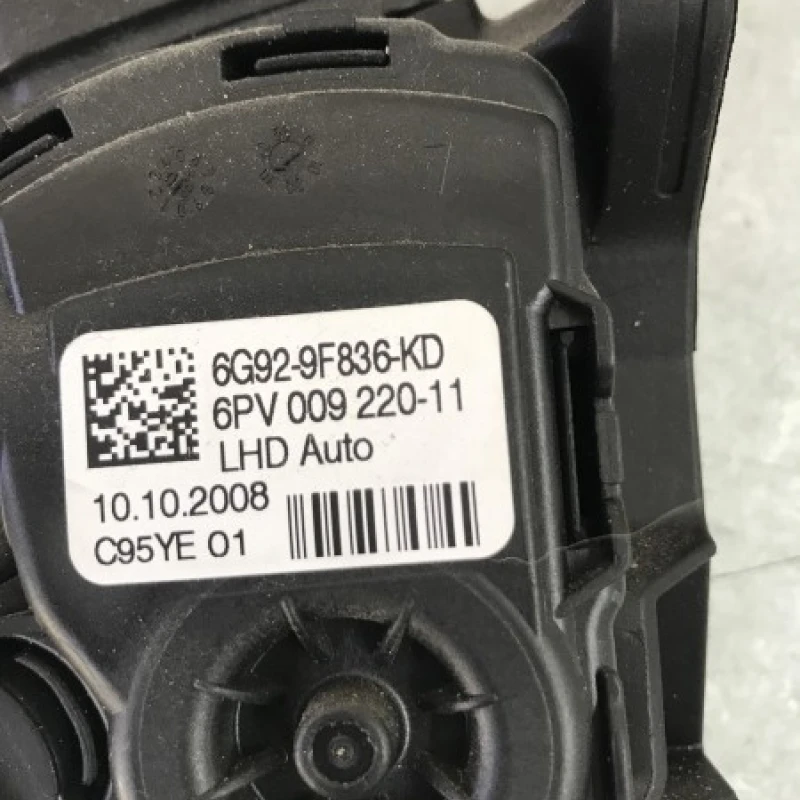 6G92-9F836-KD
6PV 009 220-11
LHD Auto
10.10.2008
C95YE 01